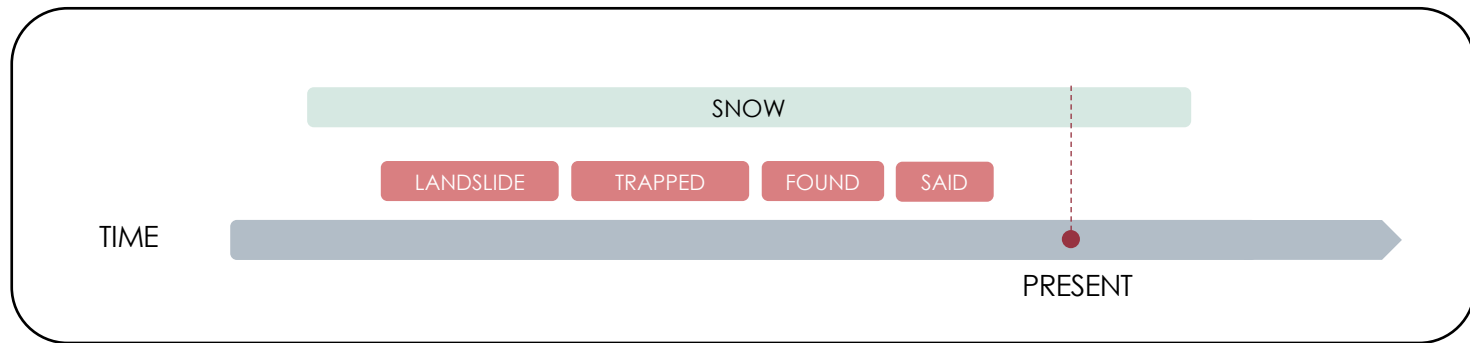 SNOW
LANDSLIDE TRAPPED FOUND SAID
TIME
PRESENT